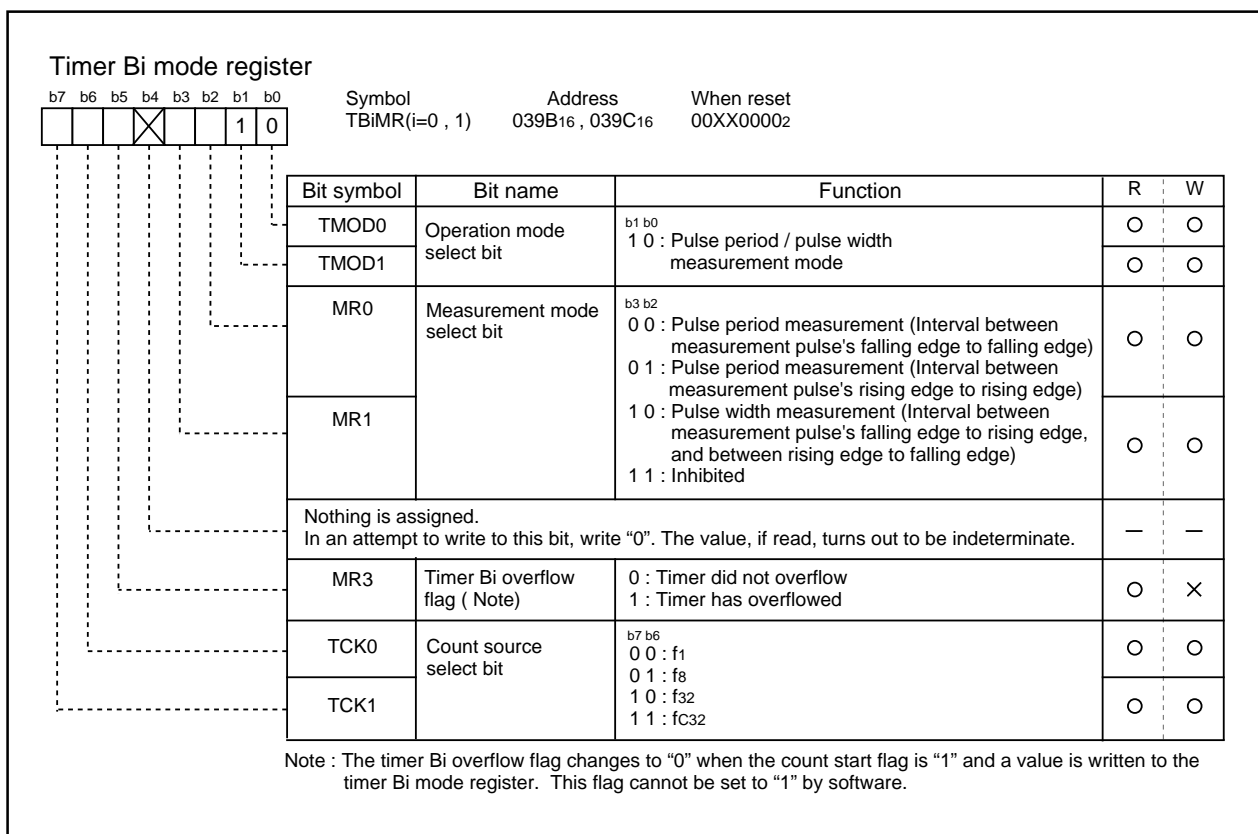 Timer Bi mode register
b7 b6 b5 b4 b3 b2 b1 b0
1 0
Symbol Address When reset
TBiMR(i=0 , 1) 039B16 , 039C16 00XX00002
Bit symbol Bit name Function R W
TMOD0 Operation mode select bit
b1 b0
1 0 : Pulse period / pulse width
measurement mode
TMOD1
MR0 Measurement mode select bit
b3 b2
0 0 : Pulse period measurement (Interval between
measurement pulse's falling edge to falling edge)
0 1 : Pulse period measurement (Interval between
measurement pulse's rising edge to rising edge)
MR1
1 0 : Pulse width measurement (Interval between
measurement pulse's falling edge to rising edge,
and between rising edge to falling edge)
1 1 : Inhibited
Nothing is assigned.
In an attempt to write to this bit, write “0”. The value, if read, turns out to be indeterminate.
MR3 Timer Bi overflow flag ( Note)
0 : Timer did not overflow
1 : Timer has overflowed
TCK0 Count source select bit
b7 b6
0 0 : f1
0 1 : f8
TCK1
1 0 : f32
1 1 : fC32
Note : The timer Bi overflow flag changes to “0” when the count start flag is “1” and a value is written to the
timer Bi mode register. This flag cannot be set to “1” by software.